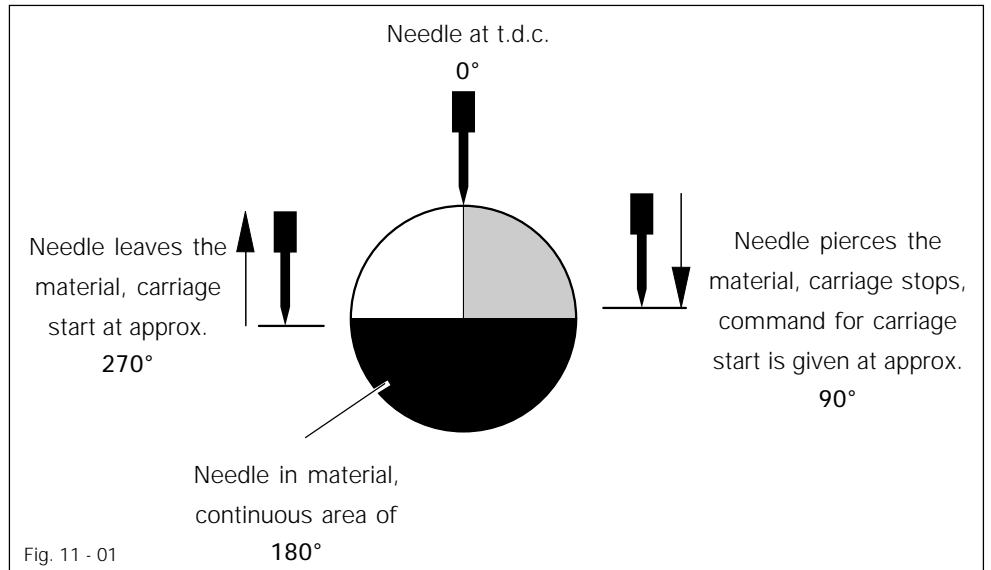 Needle at t.d.c.
0°
Needle leaves the
material, carriage
start at approx.
270°
Needle pierces the
material, carriage stops,
command for carriage
start is given at approx.
90°
Needle in material,
continuous area of
180°
Fig. 11 - 01